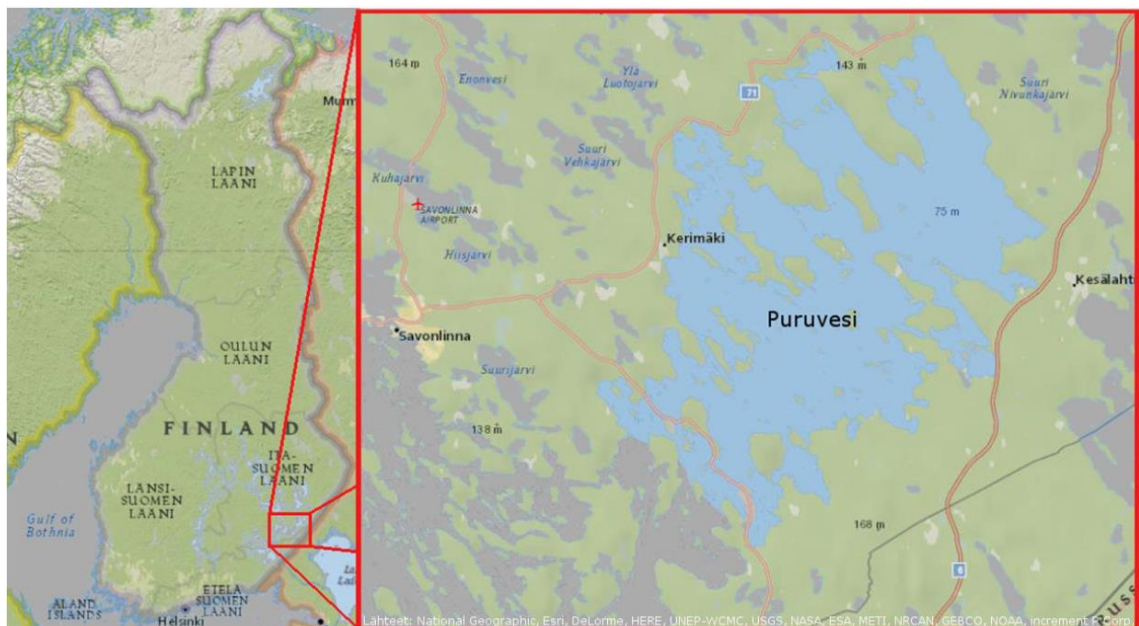 Mur
LAPIN
LAANI
OULUN
LAANI
FINLAND
N
ITA-
SUOMEN
LAANI
LANSI-
SUOMEN
LAANI
Gulf of
Bothnia
ETELA
SUOMEN
LAANI
ALAND
ISLANDS
Helsinki
164 m
Enonvesi
Yla
Luotojarvi
143 m
71
Suuri
Nivunkajarvi
Suuri
Vehkajarvi
Kuhajarvi
SAVONLINNA
AIRPORT
75 m
Kerimäki
Hiisjarvi
Kesälaht
Puruvesi
Savonlinna
Suurijarvi
138 m
168 m
6
Lahteet: National Geographic, Esri, DeLorme, HERE, UNEP-WCMC, USGS, NASA, ESA, METI, NRCAN, GEBCO, NOAA, increment P Corp.